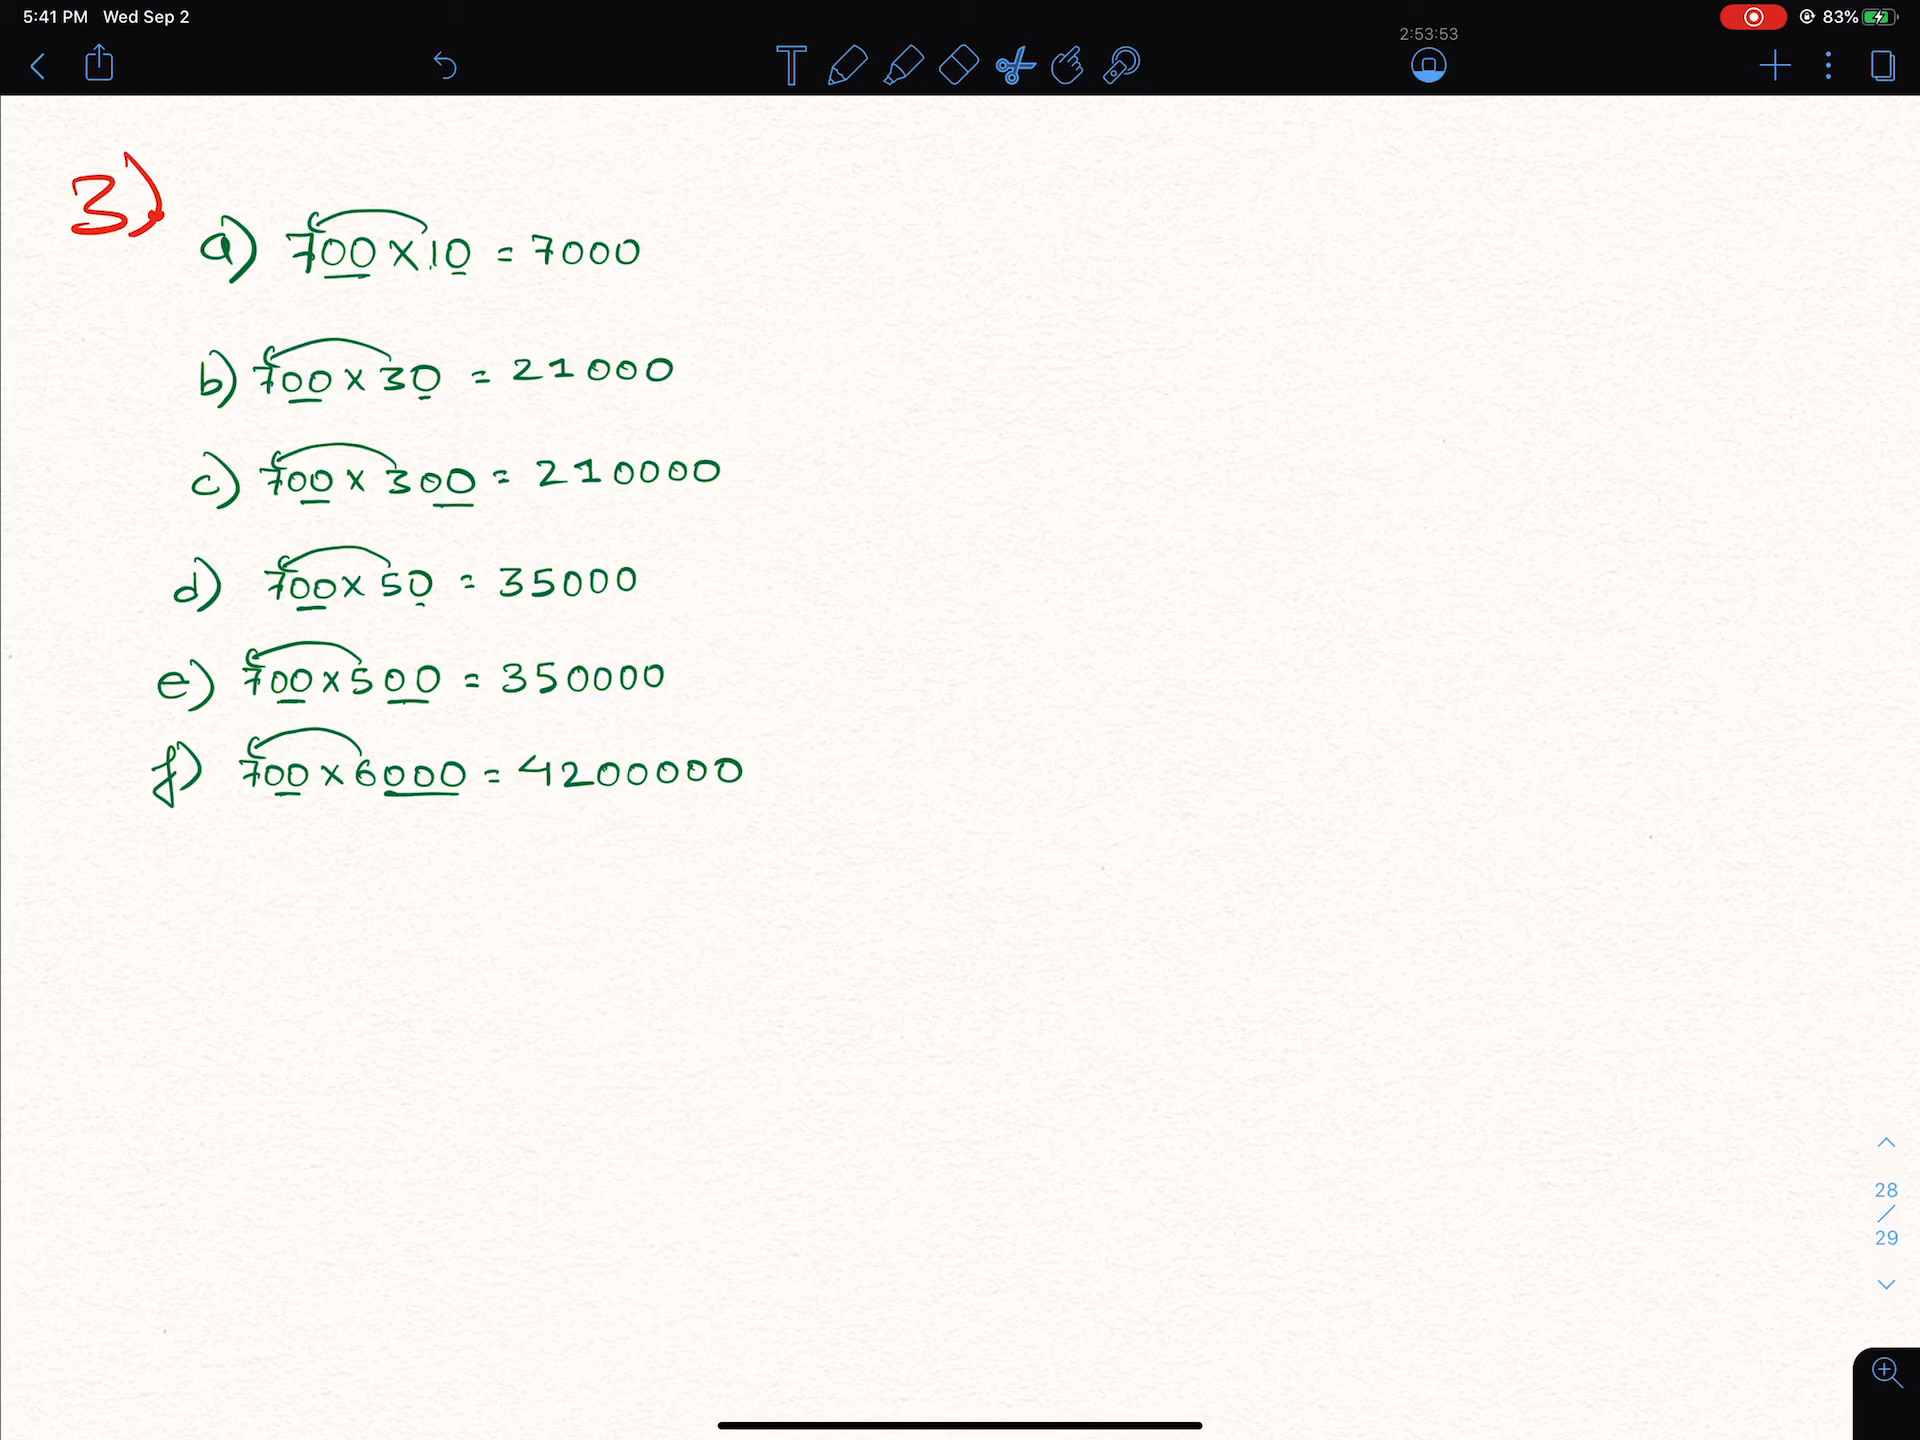 5:41 PM Wed Sep 2
83%
2:53:53
3).
a) 700 × 10 = 7000
b) 700 × 30 = 21000
c) 700 × 300 = 210000
d) 700 × 50 = 35000
e) 700 × 500 = 350000
f) 700 × 6000 = 4200000
28
/
29